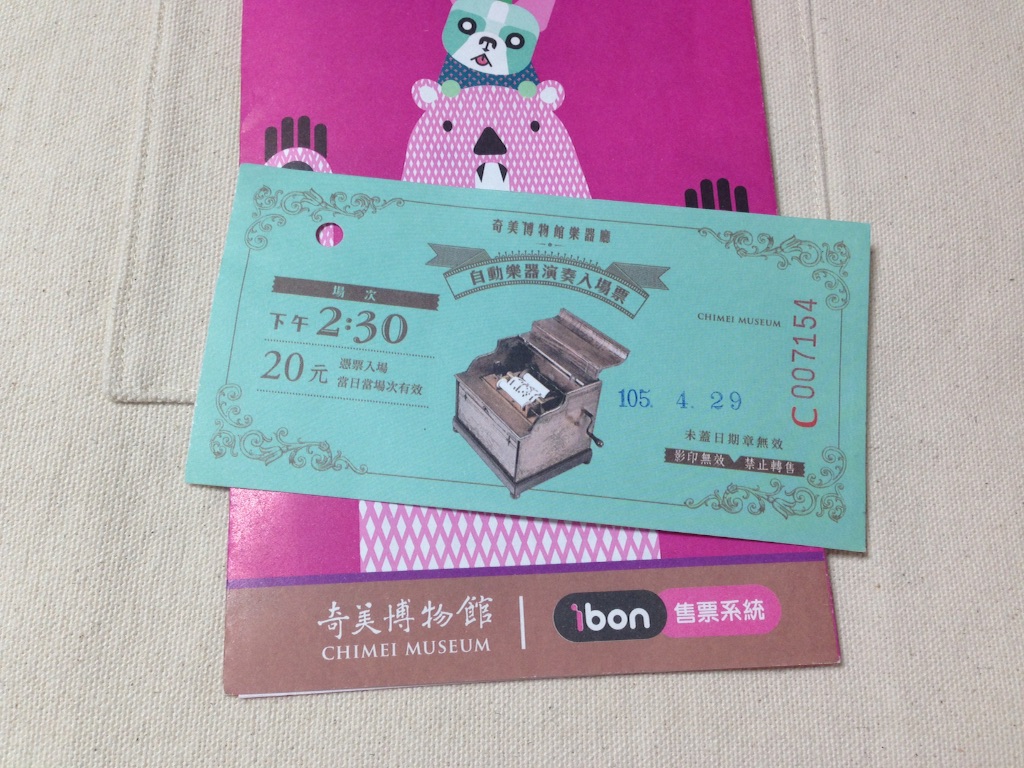 奇美博物館樂器廳
自動樂器演奏入場票
場次
下午2:30
20元
憑票入場
當日當場次有效
CHIMEI MUSEUM
C 007154
105. 4. 29
未蓋日期章無效
影印無效 禁止轉售
奇美博物館
CHIMEI MUSEUM
ibon 售票系統